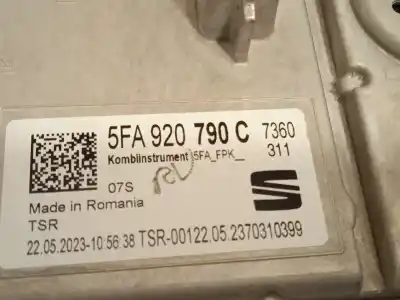 5FA 920 790 C 7360
Kombiinstrument 5FA_FPK__ 311
07S
Made in Romania
TSR
22.05.2023-10:56:38 TSR-00122.05.2370310399